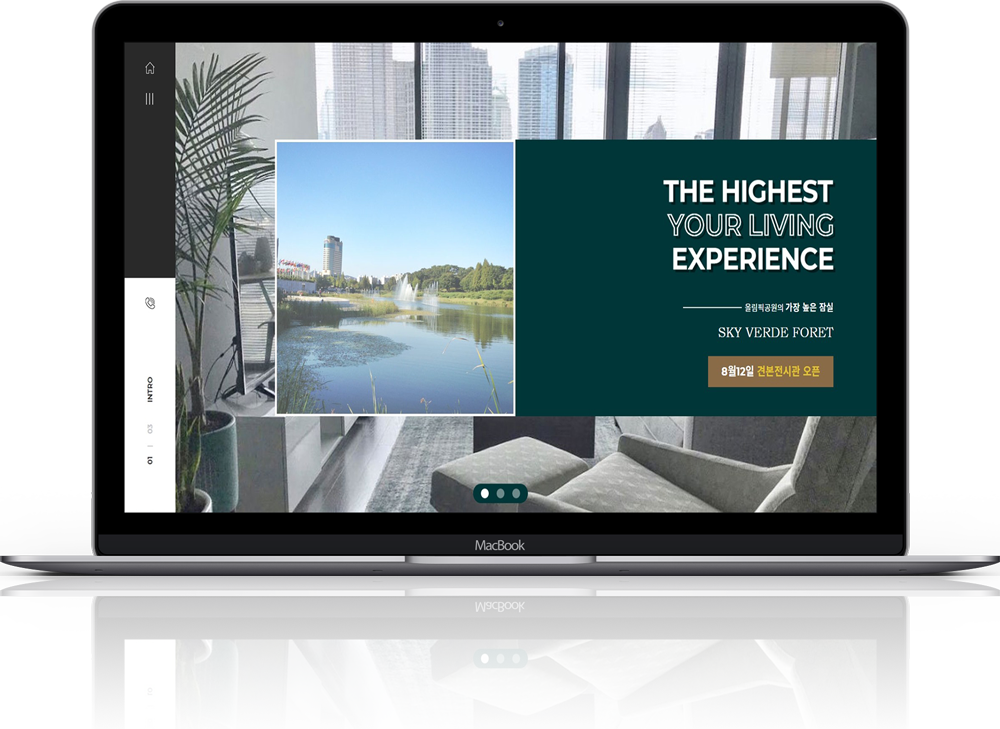 THE HIGHEST
YOUR LIVING
EXPERIENCE
올림픽공원의 가장 높은 잠실
SKY VERDE FORET
8월12일 견본전시관 오픈
INTRO
01 | 03
MacBook
MacBook